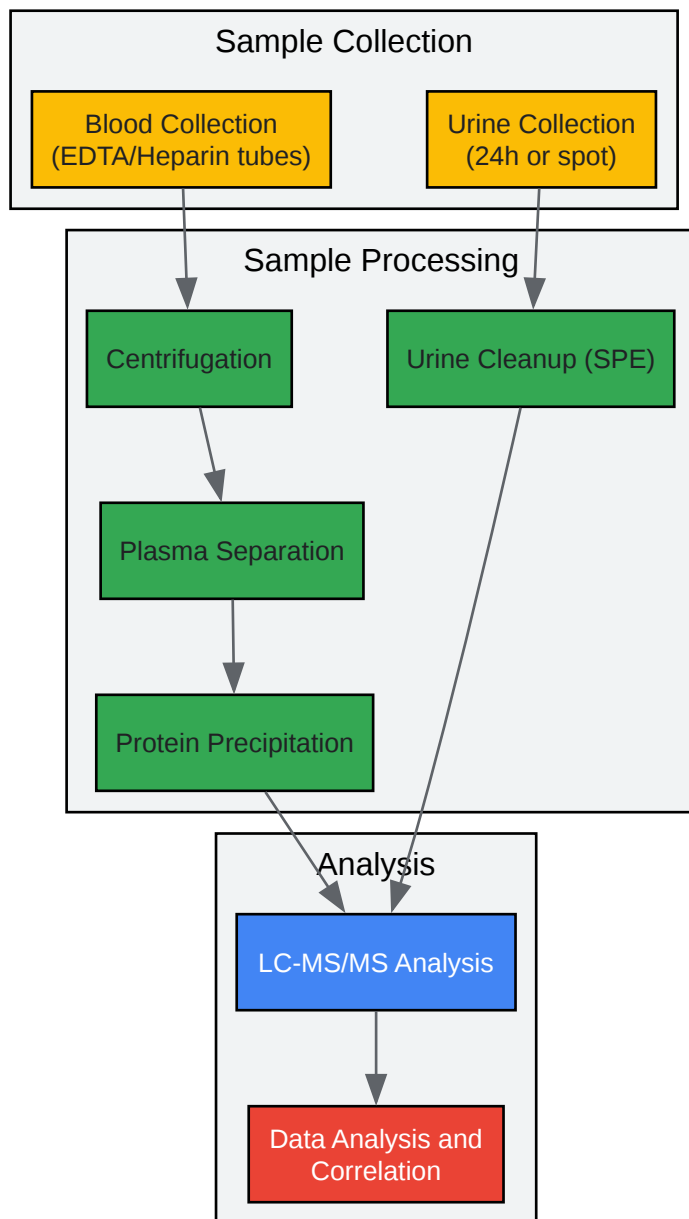 Sample Collection
Blood Collection
(EDTA/Heparin tubes)
Urine Collection
(24h or spot)
Sample Processing
Centrifugation
Urine Cleanup (SPE)
Plasma Separation
Protein Precipitation
Analysis
LC-MS/MS Analysis
Data Analysis and
Correlation